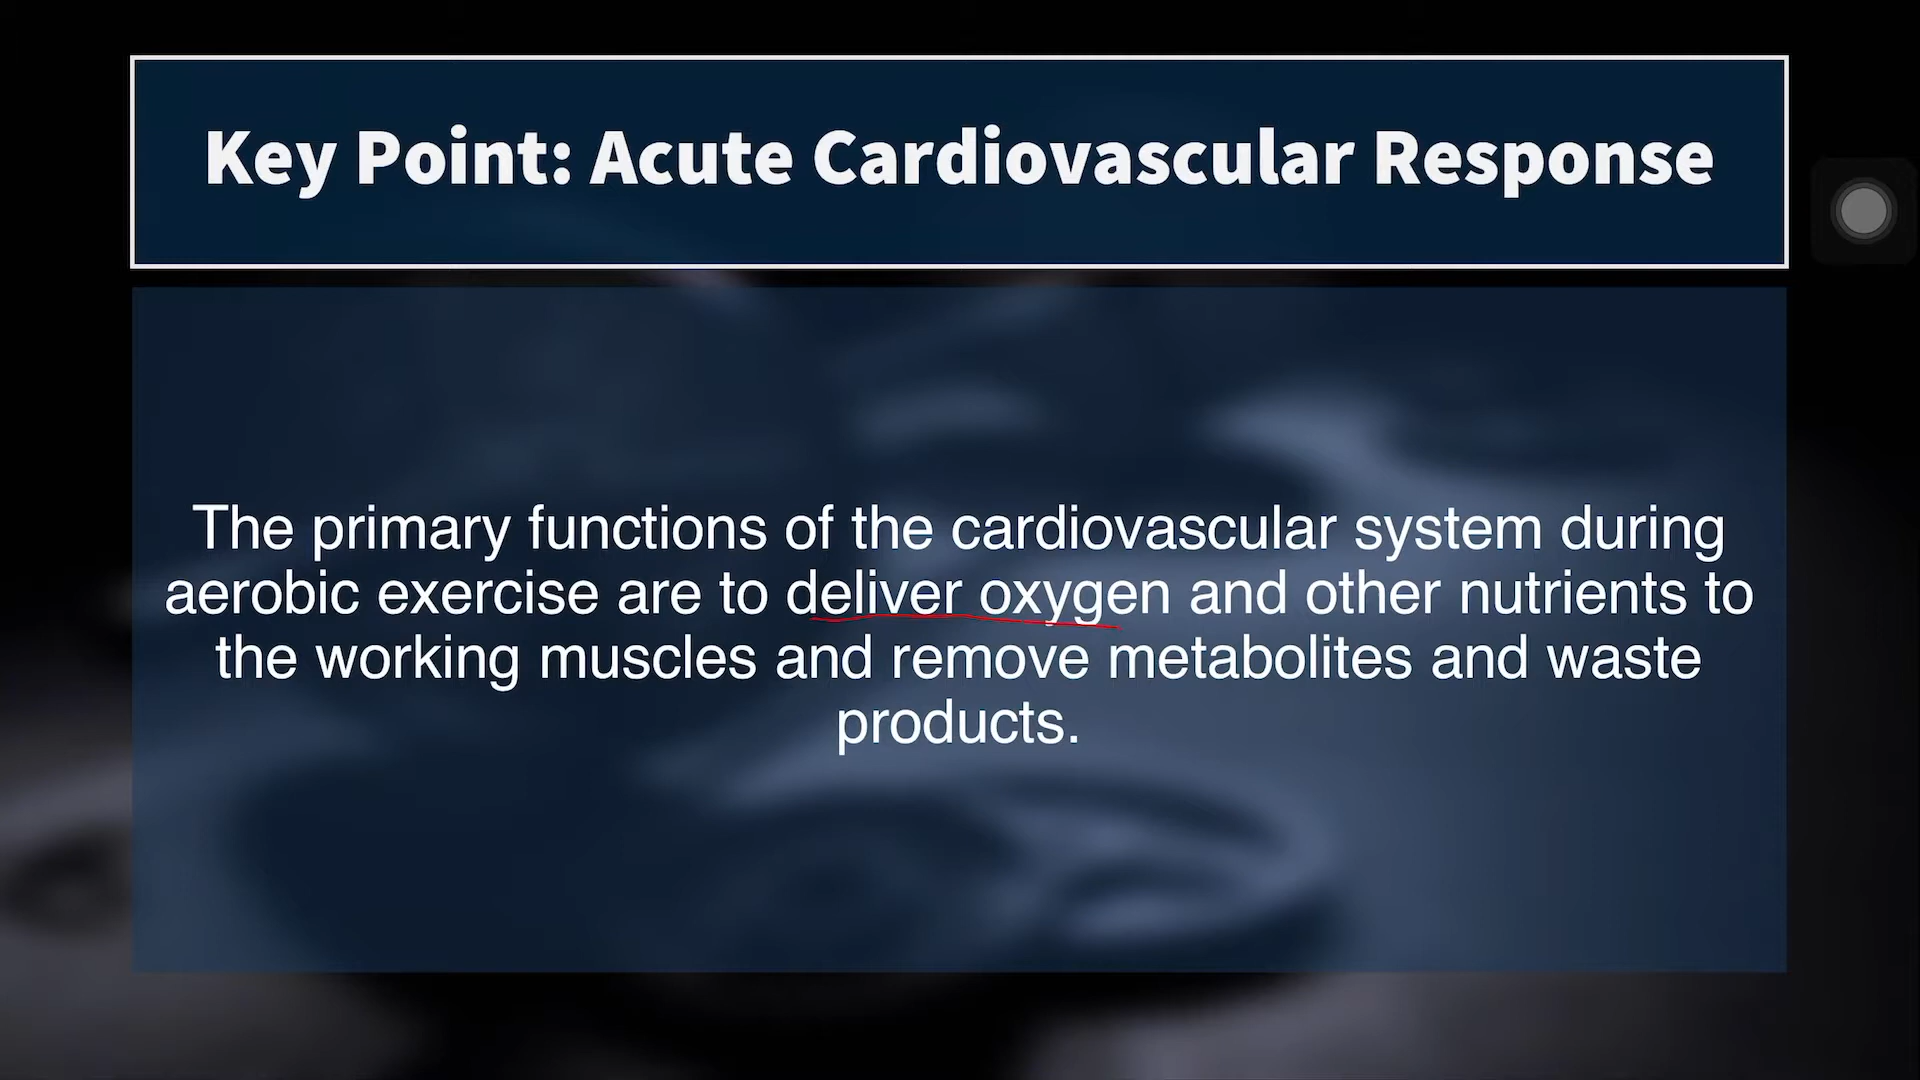 Key Point: Acute Cardiovascular Response
The primary functions of the cardiovascular system during
aerobic exercise are to deliver oxygen and other nutrients to
the working muscles and remove metabolites and waste
products.